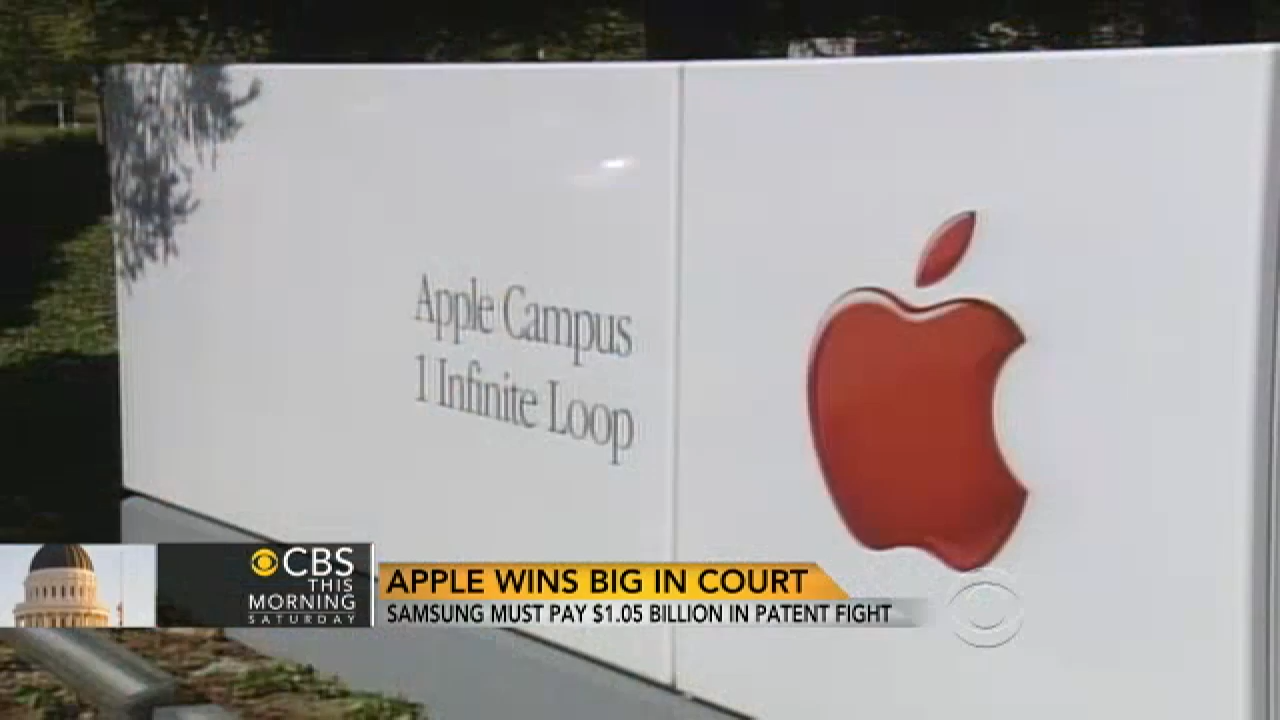 Apple Campus
1 Infinite Loop
CBS
THIS
MORNING
SATURDAY
APPLE WINS BIG IN COURT
SAMSUNG MUST PAY $1.05 BILLION IN PATENT FIGHT